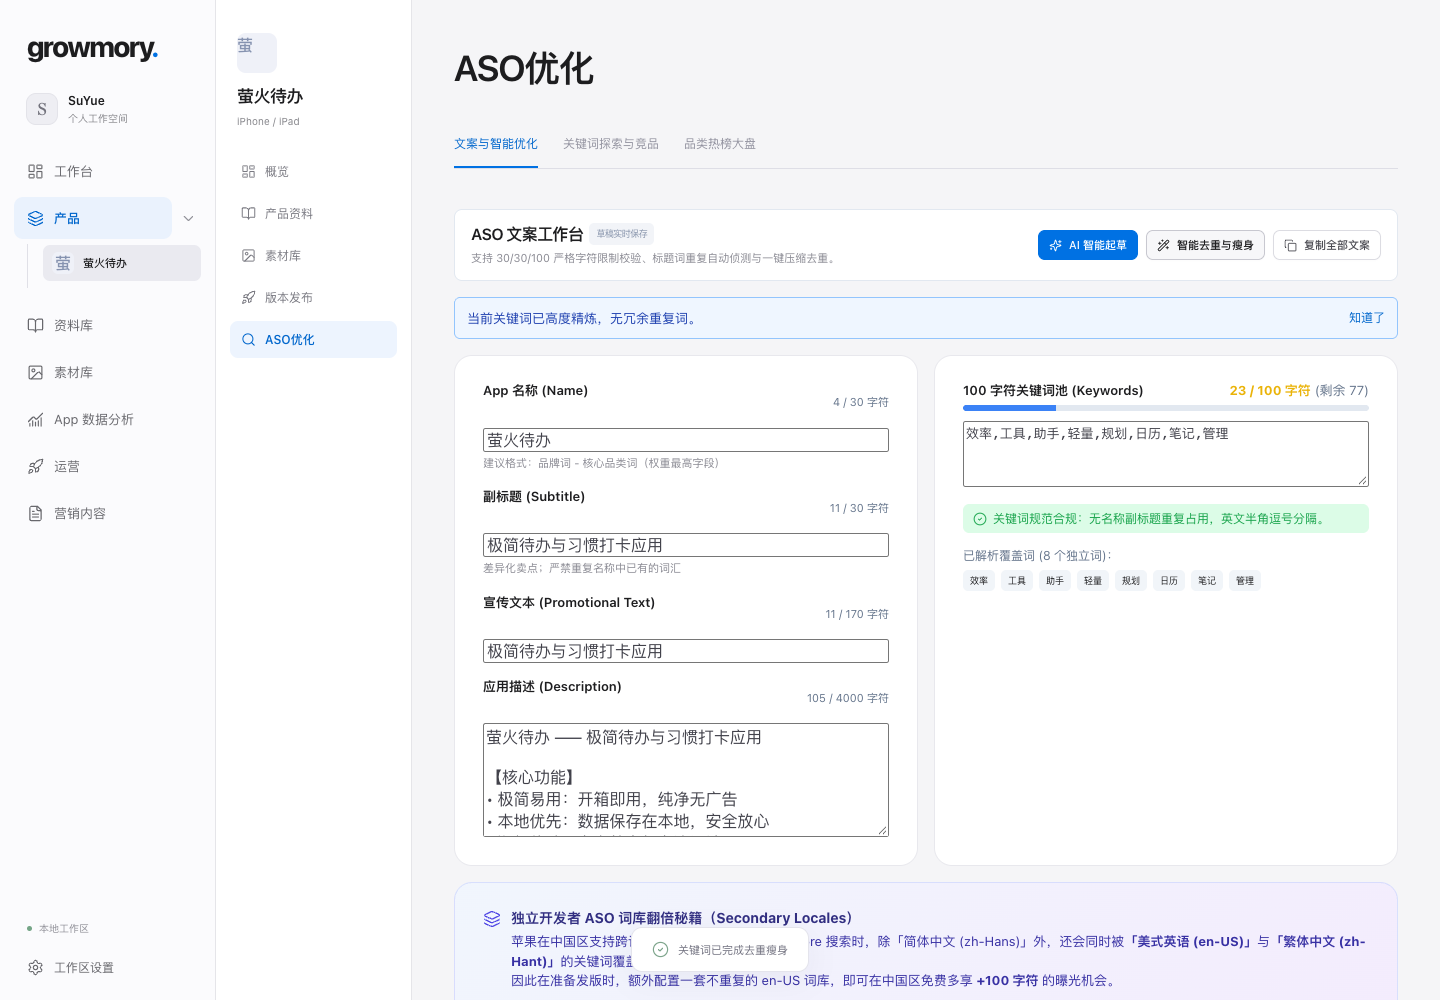 growmory.
S
SuYue
个人工作空间
工作台
产品
萤
萤火待办
资料库
素材库
App 数据分析
运营
营销内容
本地工作区
工作区设置
萤
萤火待办
iPhone / iPad
概览
产品资料
素材库
版本发布
ASO优化
ASO优化
文案与智能优化
关键词探索与竞品
品类热榜大盘
ASO 文案工作台
草稿实时保存
支持 30/30/100 严格字符限制校验、标题词重复自动侦测与一键压缩去重。
AI 智能起草
智能去重与瘦身
复制全部文案
当前关键词已高度精炼，无冗余重复词。
知道了
App 名称 (Name)
4 / 30 字符
萤火待办
建议格式：品牌词 - 核心品类词（权重最高字段）
副标题 (Subtitle)
11 / 30 字符
极简待办与习惯打卡应用
差异化卖点；严禁重复名称中已有的词汇
宣传文本 (Promotional Text)
11 / 170 字符
极简待办与习惯打卡应用
应用描述 (Description)
105 / 4000 字符
萤火待办 —— 极简待办与习惯打卡应用
【核心功能】
• 极简易用：开箱即用，纯净无广告
• 本地优先：数据保存在本地，安全放心
100 字符关键词池 (Keywords)
23 / 100 字符 (剩余 77)
效率,工具,助手,轻量,规划,日历,笔记,管理
关键词规范合规：无名称副标题重复占用，英文半角逗号分隔。
已解析覆盖词 (8 个独立词)：
效率
工具
助手
轻量
规划
日历
笔记
管理
独立开发者 ASO 词库翻倍秘籍（Secondary Locales）
苹果在中国区支持跨 re 搜索时，除「简体中文 (zh-Hans)」外，还会同时被「美式英语 (en-US)」与「繁体中文 (zh-
Hant)」的关键词覆
因此在准备发版时，额外配置一套不重复的 en-US 词库，即可在中国区免费多享 +100 字符 的曝光机会。
关键词已完成去重瘦身